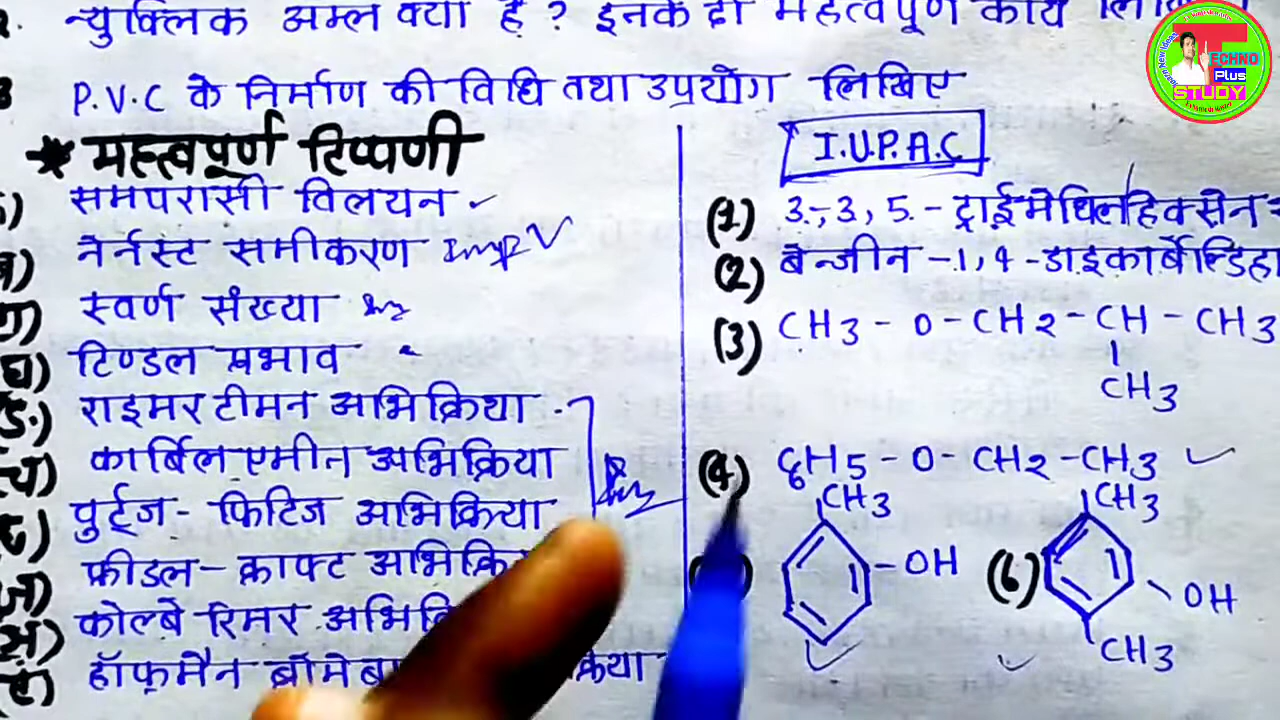 न्युक्लिक अम्ल क्या है ? इनके दो महत्वपूर्ण कार्य
P.V.C के निर्माण की विधि तथा उपयोग लिखिए
* महत्त्वपूर्ण टिप्पणी
समपरासी विलयन
नर्नस्ट समीकरण Imp
स्वर्ण संख्या
टिण्डल प्रभाव
राइमर टीमन अभिक्रिया
कार्बिल एमीन अभिक्रिया
पुर्ट्ज - फिटिज अभिक्रिया
फ्रीडल - क्राफ्ट
कोल्बे रिमर
हॉफमैन
I.U.P.A.C
(1) 3-, 3, 5 - ट्राईमेथिलहिक्सेन
(2) बेन्जीन - 1, 4 -
(3) CH3 - O - CH2 - CH - CH3
CH3
(4) C6H5 - O - CH2 - CH3
CH3
- OH
(6) CH3
OH
CH3
TECHNO
Plus
STUDY